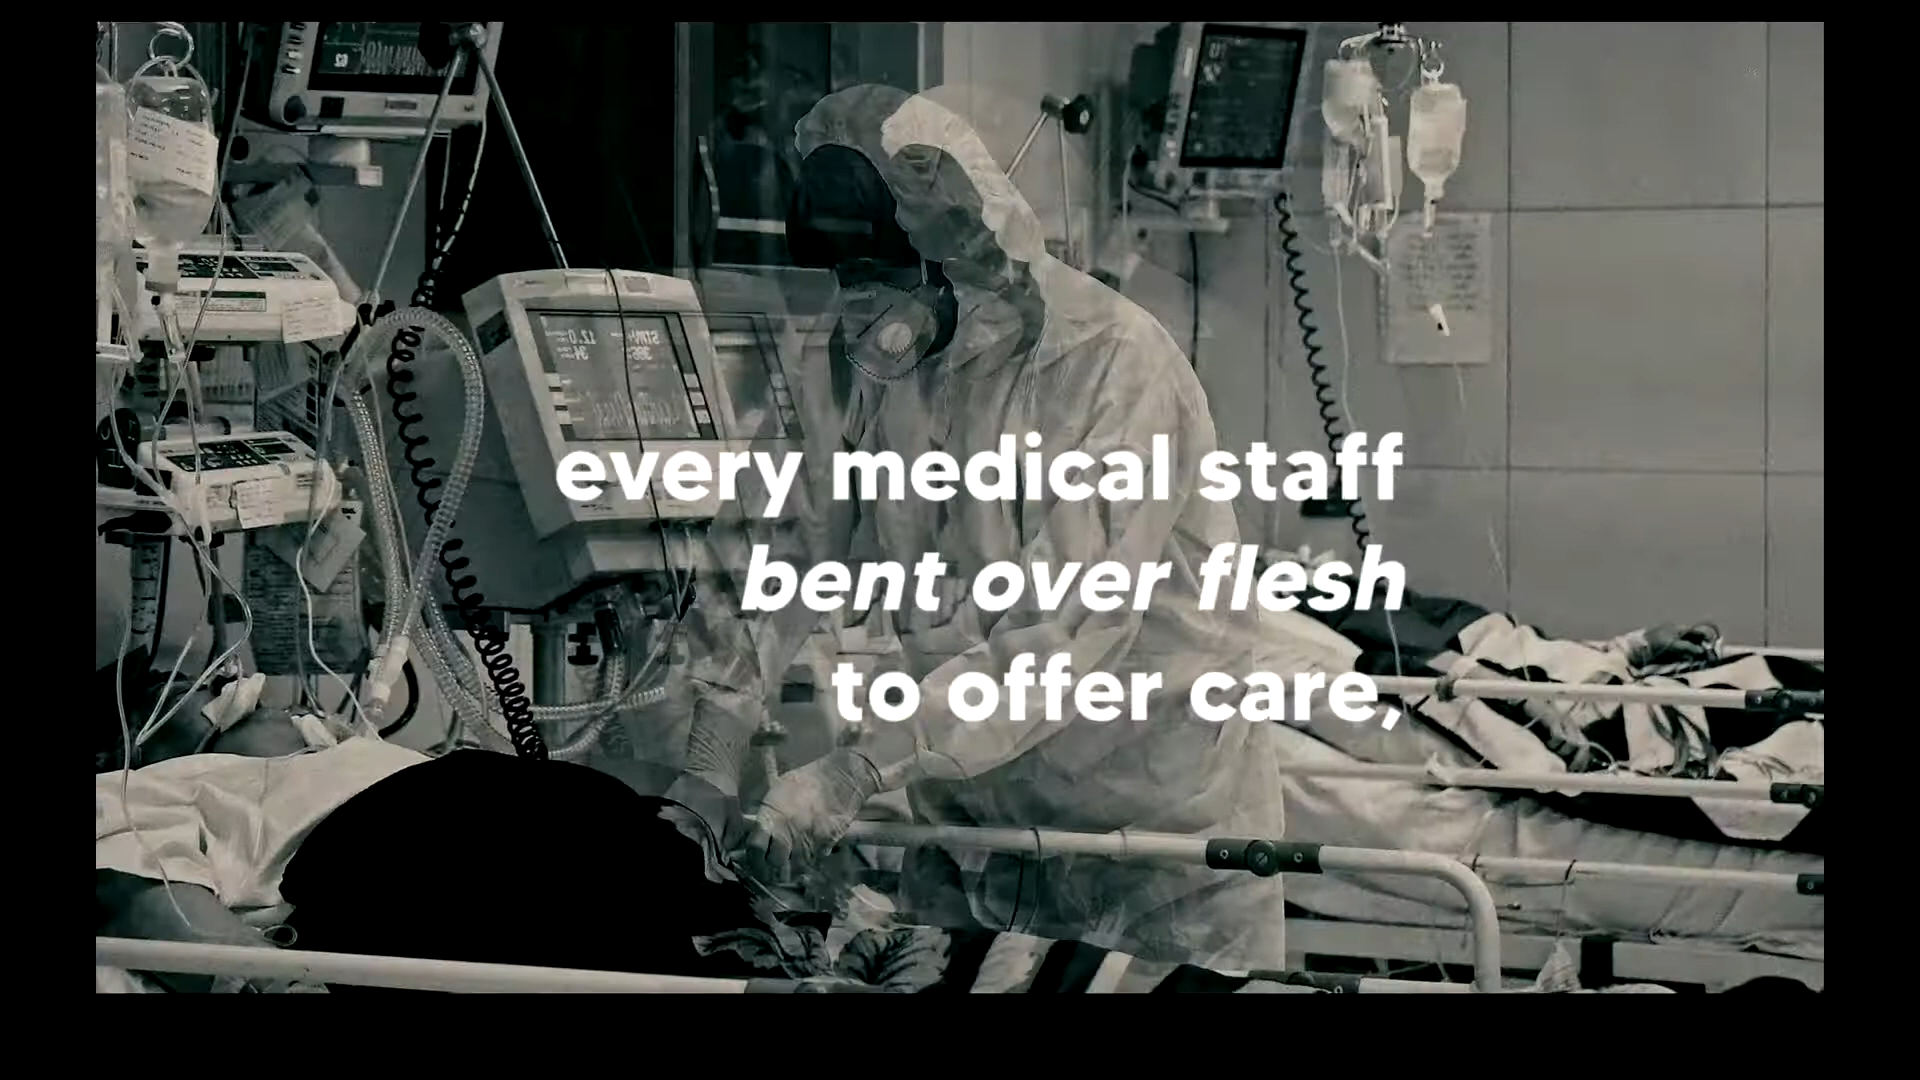 every medical staff
bent over flesh
to offer care,